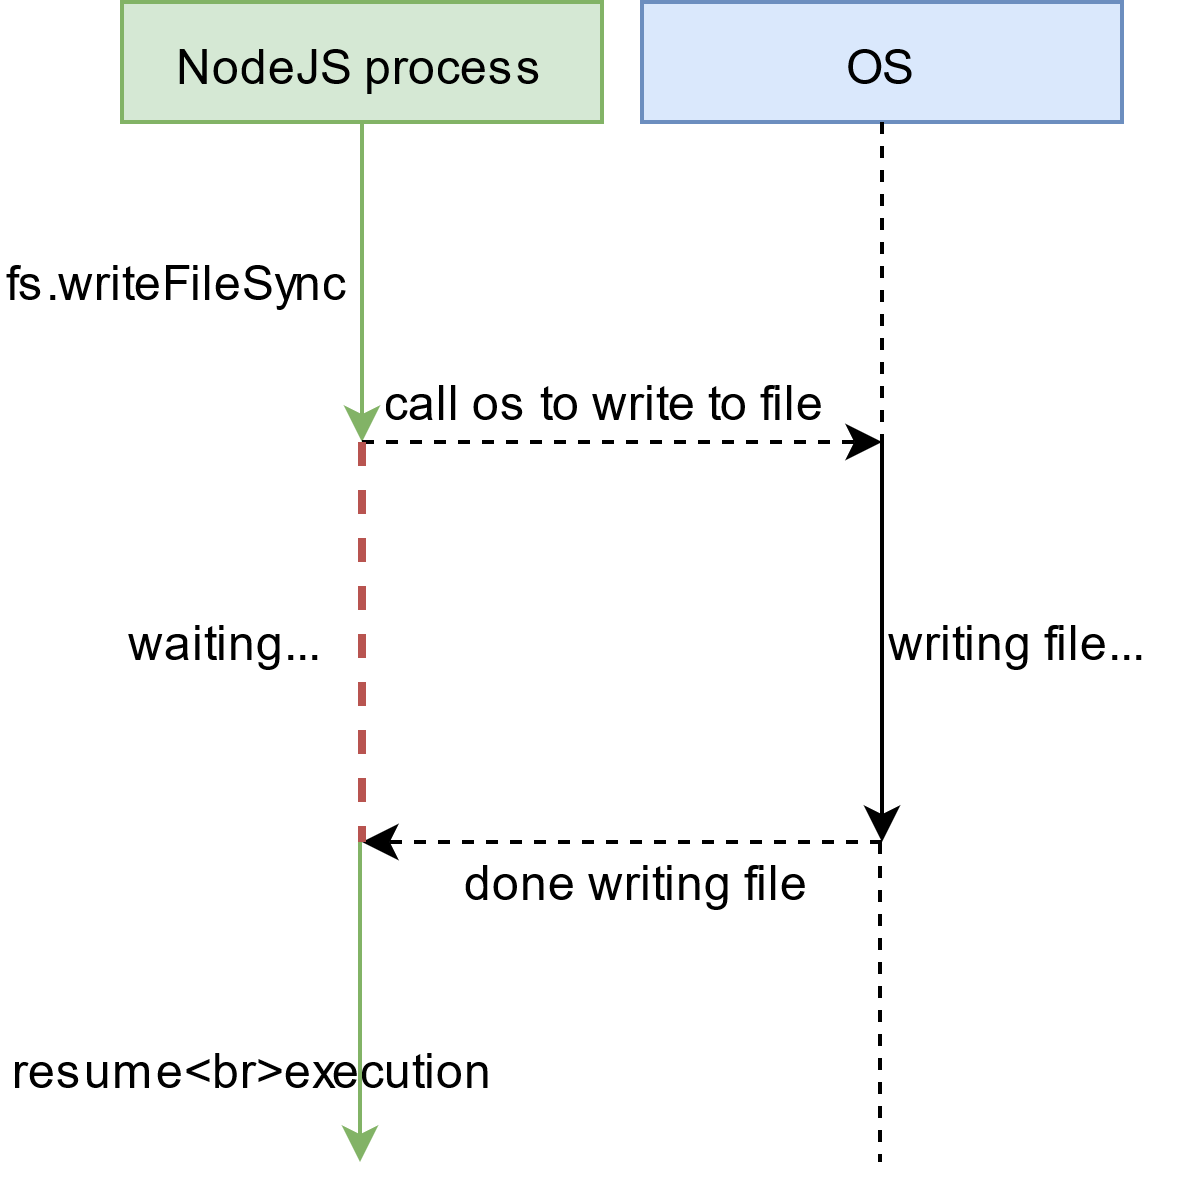 NodeJS process
OS
fs.writeFileSync
call os to write to file
waiting...
writing file...
done writing file
resume<br>execution